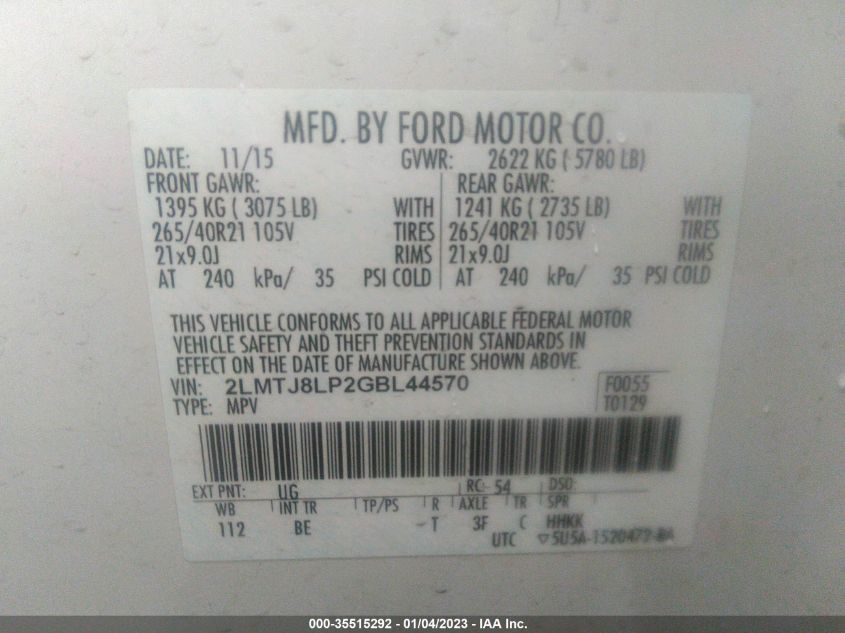 MFD. BY FORD MOTOR CO.
DATE: 11/15 GVWR: 2622 KG ( 5780 LB)
FRONT GAWR: REAR GAWR:
1395 KG ( 3075 LB) WITH 1241 KG ( 2735 LB) WITH
265/40R21 105V TIRES 265/40R21 105V TIRES
21x9.0J RIMS 21x9.0J RIMS
AT 240 kPa/ 35 PSI COLD AT 240 kPa/ 35 PSI COLD
THIS VEHICLE CONFORMS TO ALL APPLICABLE FEDERAL MOTOR
VEHICLE SAFETY AND THEFT PREVENTION STANDARDS IN
EFFECT ON THE DATE OF MANUFACTURE SHOWN ABOVE.
VIN: 2LMTJ8LP2GBL44570 F0055
TYPE: MPV T0129
EXT PNT: UG RC: 54 DSO:
WB INT TR TP/PS R AXLE TR SPR
112 BE T 3F C HHKK
UTC ▽5U5A-1520472-BA
000-35515292 - 01/04/2023 - IAA Inc.